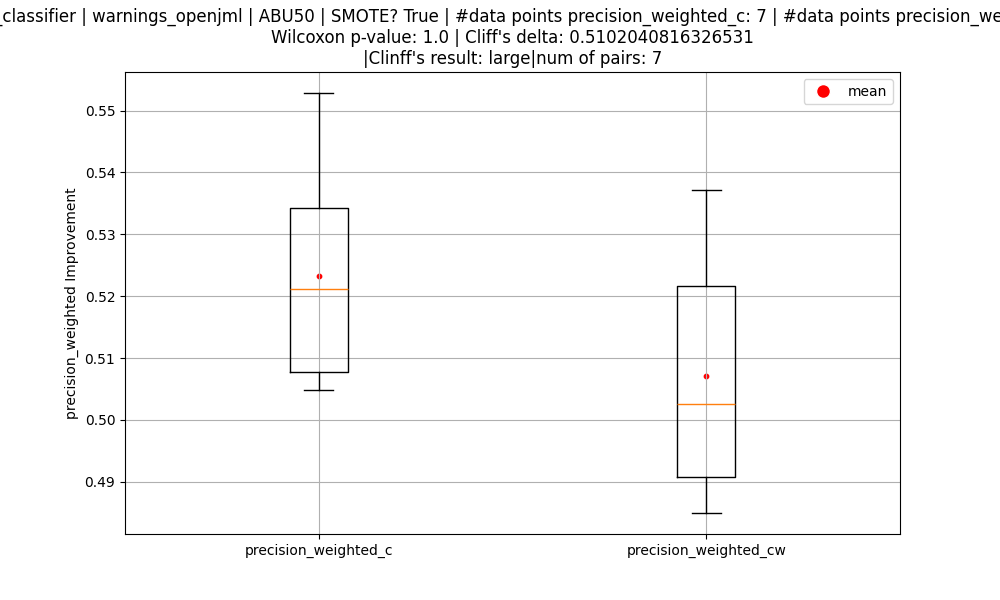 _classifier | warnings_openjml | ABU50 | SMOTE? True | #data points precision_weighted_c: 7 | #data points precision_we
Wilcoxon p-value: 1.0 | Cliff's delta: 0.5102040816326531
|Clinff's result: large|num of pairs: 7
mean
0.55
0.54
0.53
0.52
0.51
0.50
0.49
precision_weighted Improvement
precision_weighted_c
precision_weighted_cw